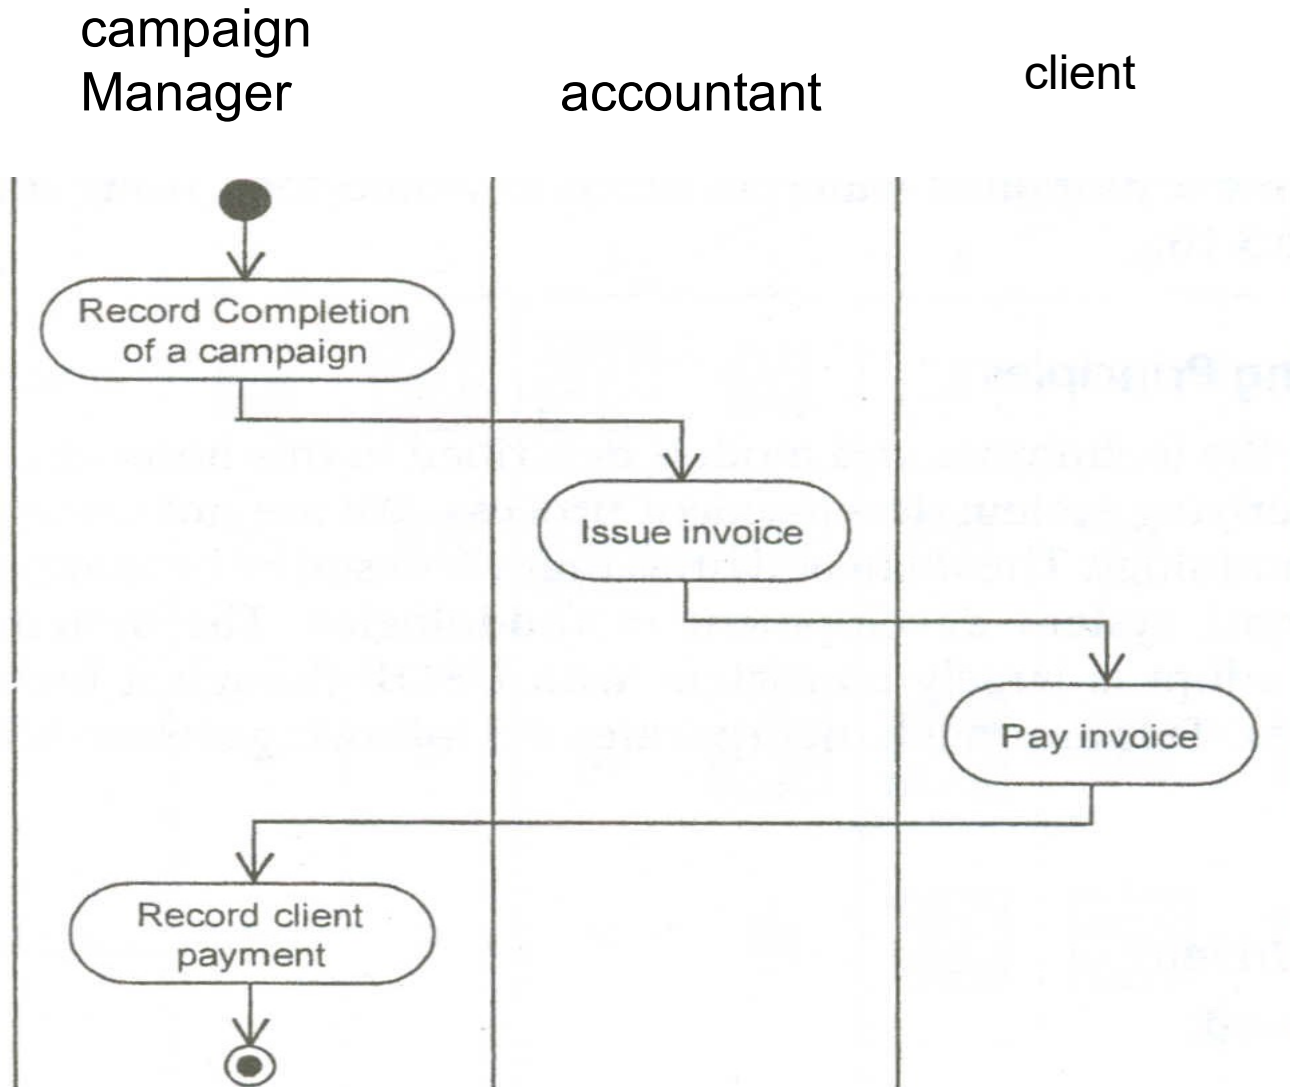 campaign
Manager
accountant
client
Record Completion
of a campaign
Issue invoice
Pay invoice
Record client
payment